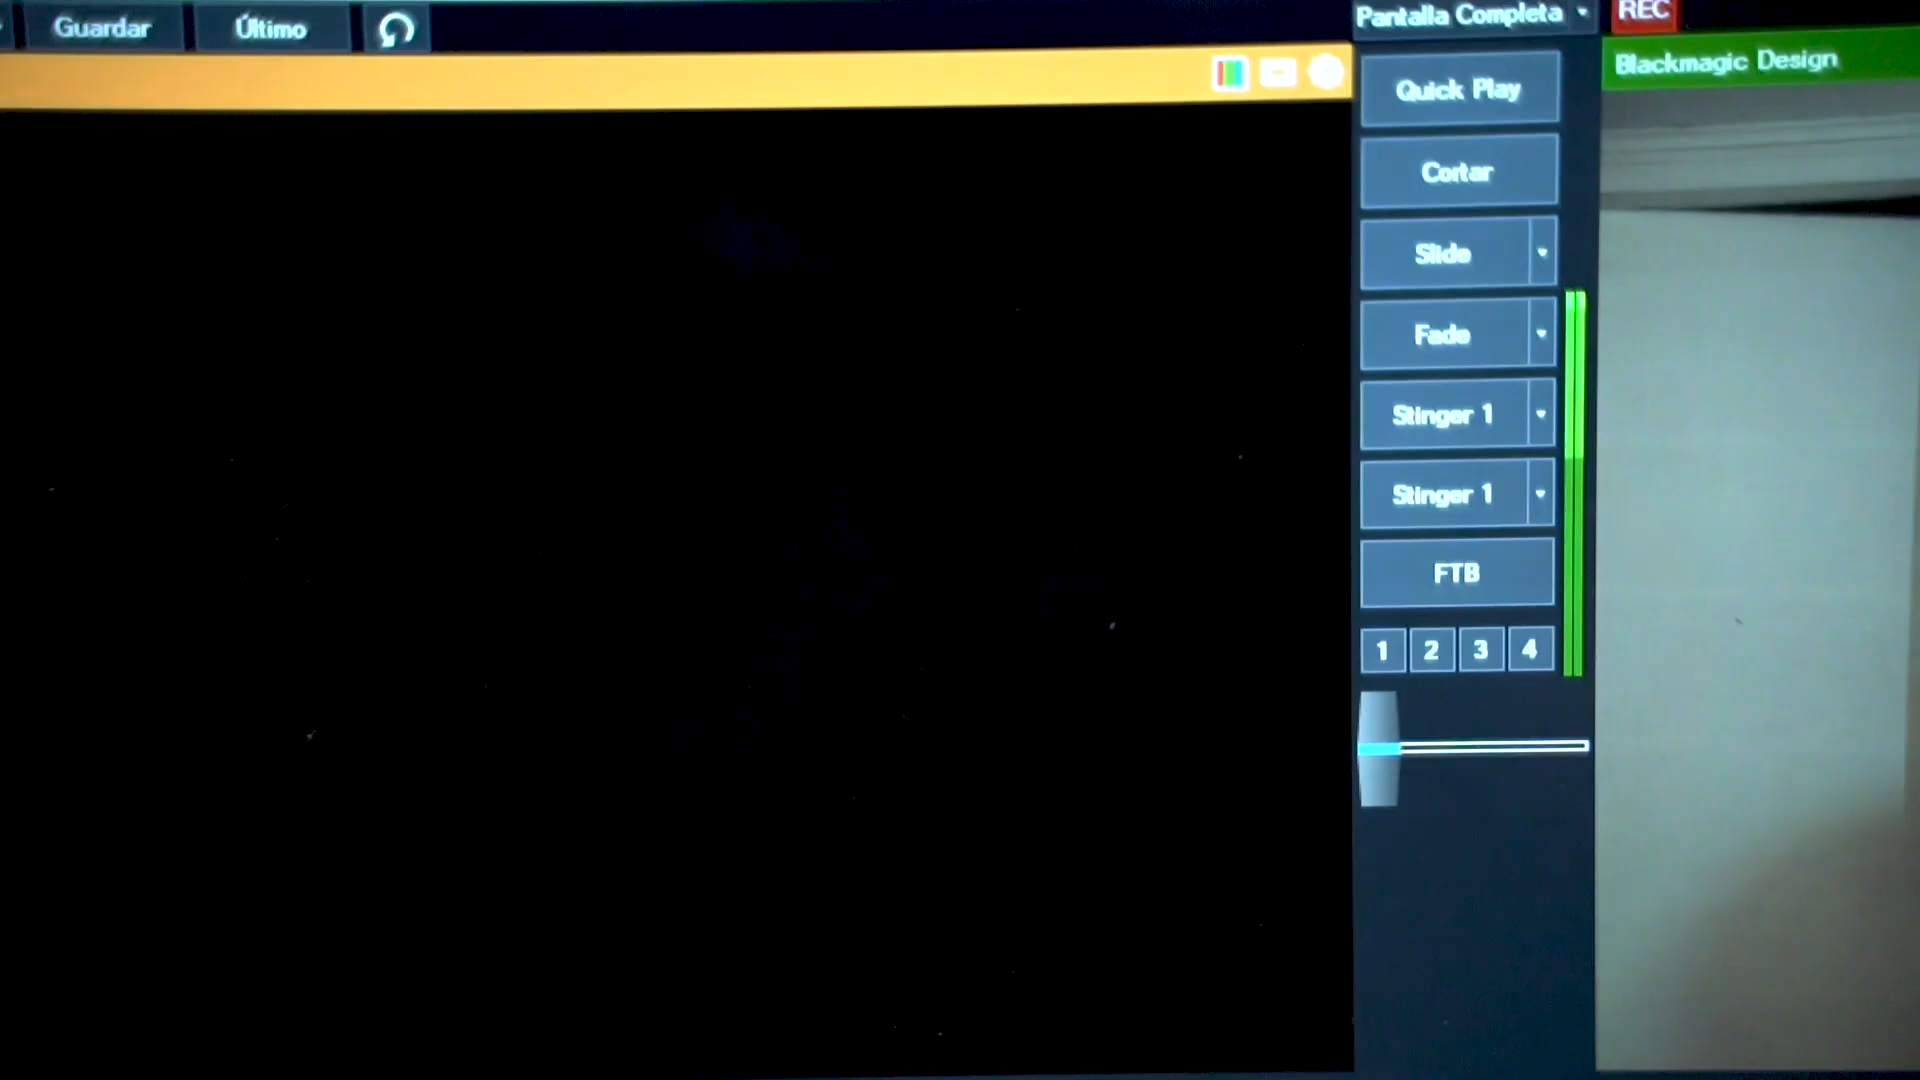 Guardar
Último
Pantalla Completa
REC
Blackmagic Design
Quick Play
Cortar
Slide
Fade
Stinger 1
Stinger 1
FTB
1 2 3 4